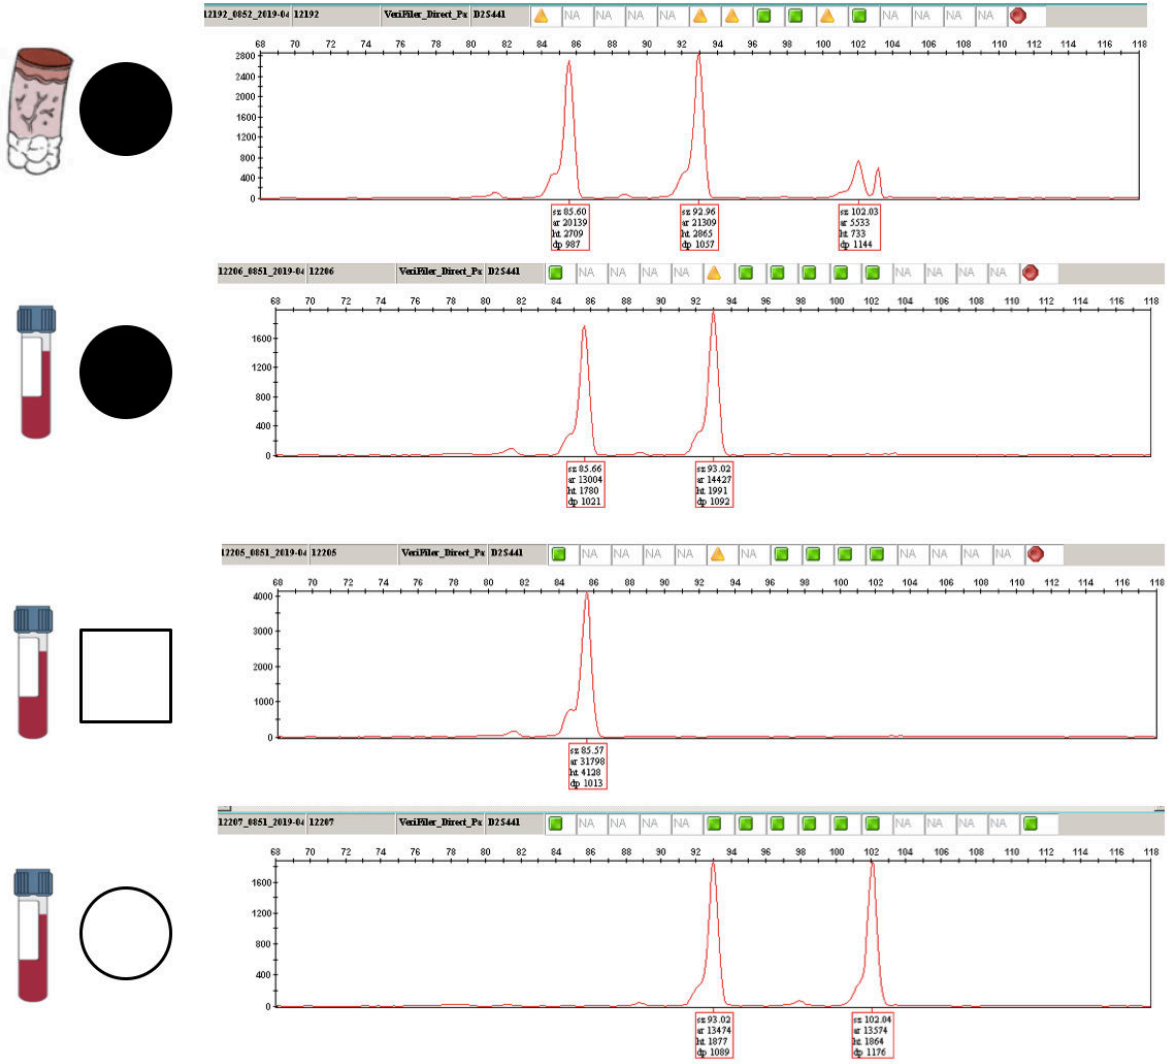 12192_0852_2019-04 12192 VeriFiler_Direct_Px D2S441 NA NA NA NA NA NA NA NA
68 70 72 74 76 78 80 82 84 86 88 90 92 94 96 98 100 102 104 106 108 110 112 114 116 118
2800
2400
2000
1600
1200
800
400
0
sz 85.60 sz 92.96 sz 102.03
ar 20139 ar 21309 ar 5533
ht 2709 ht 2865 ht 733
dp 987 dp 1057 dp 1144
12206_0851_2019-04 12206 VeriFiler_Direct_Px D2S441 NA NA NA NA NA NA NA NA
68 70 72 74 76 78 80 82 84 86 88 90 92 94 96 98 100 102 104 106 108 110 112 114 116 118
1600
1200
800
400
0
sz 85.66 sz 93.02
ar 13004 ar 14427
ht 1780 ht 1991
dp 1021 dp 1092
12205_0851_2019-04 12205 VeriFiler_Direct_Px D2S441 NA NA NA NA NA NA NA NA NA
68 70 72 74 76 78 80 82 84 86 88 90 92 94 96 98 100 102 104 106 108 110 112 114 116 118
4000
3000
2000
1000
0
sz 85.57
ar 31798
ht 4128
dp 1013
12207_0851_2019-04 12207 VeriFiler_Direct_Px D2S441 NA NA NA NA NA NA NA NA
68 70 72 74 76 78 80 82 84 86 88 90 92 94 96 98 100 102 104 106 108 110 112 114 116 118
1600
1200
800
400
0
sz 93.02 sz 102.04
ar 13474 ar 13574
ht 1877 ht 1864
dp 1089 dp 1176